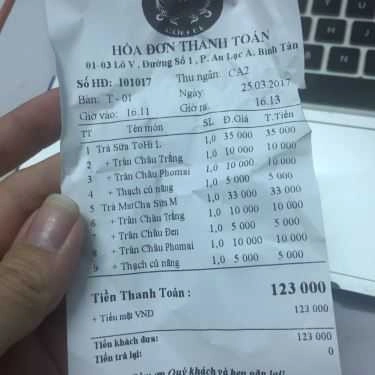 COFFEE
HÓA ĐƠN THANH TOÁN
01-03 Lô V , Đường Số 1 , P. An Lạc A, Bình Tân
Số HĐ: 101017 Thu ngân: CA2
Bàn: T - 01 Ngày: 25.03.2017
Giờ vào: 16.11 Giờ ra: 16.13
TT Tên món SL Đ.Giá T.Tiền
1 Trà Sữa ToHi L 1,0 35 000 35 000
2 + Trân Châu Trắng 1,0 10 000 10 000
3 + Trân Châu Phomai 1,0 10 000 10 000
4 + Thạch củ năng 1,0 5 000 5 000
5 Trà MatCha Sữa M 1,0 33 000 33 000
6 + Trân Châu Trắng 1,0 10 000 10 000
7 + Trân Châu Đen 1,0 5 000 5 000
8 + Trân Châu Phomai 1,0 10 000 10 000
9 + Thạch củ năng 1,0 5 000 5 000
Tiền Thanh Toán : 123 000
+ Tiền mặt VND 123 000
Tiền khách đưa: 123 000
Tiền trả lại: 0
ơn Quý khách và hẹn gặp lại!